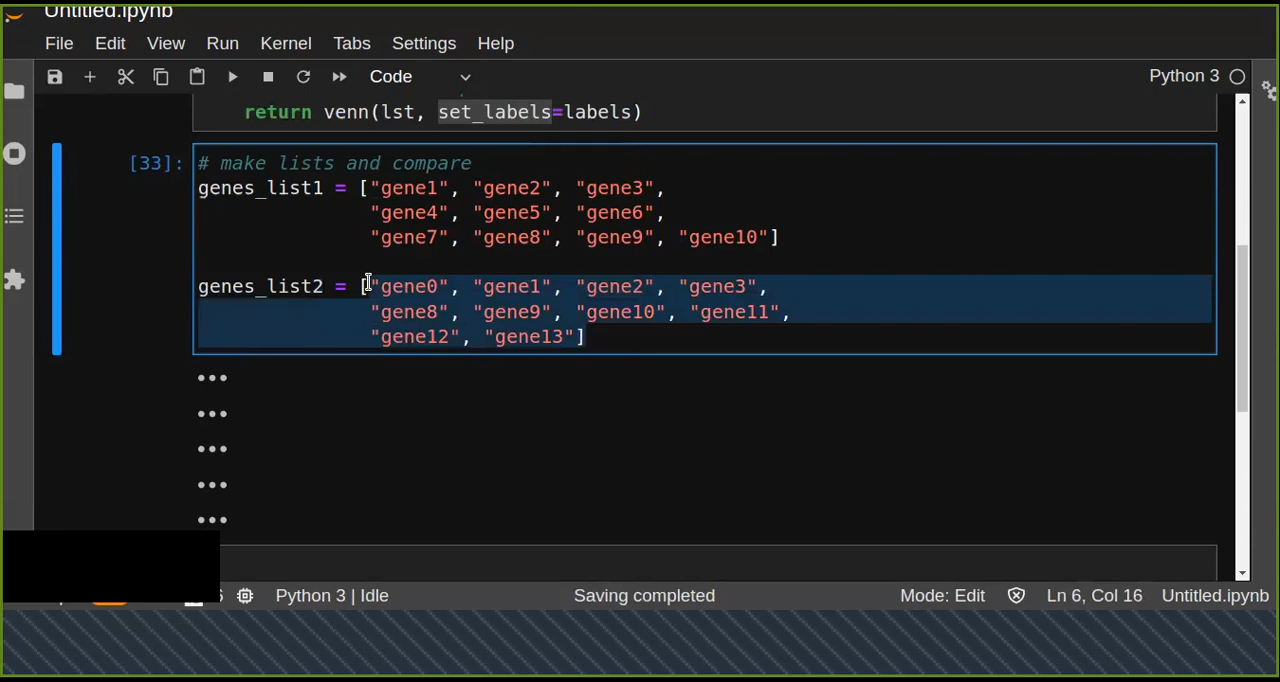 Untitled.ipynb
File Edit View Run Kernel Tabs Settings Help
Code Python 3
return venn(lst, set_labels=labels)
[33]: # make lists and compare
genes_list1 = ["gene1", "gene2", "gene3",
"gene4", "gene5", "gene6",
"gene7", "gene8", "gene9", "gene10"]
genes_list2 = ["gene0", "gene1", "gene2", "gene3",
"gene8", "gene9", "gene10", "gene11",
"gene12", "gene13"]
Python 3 | Idle Saving completed Mode: Edit Ln 6, Col 16 Untitled.ipynb